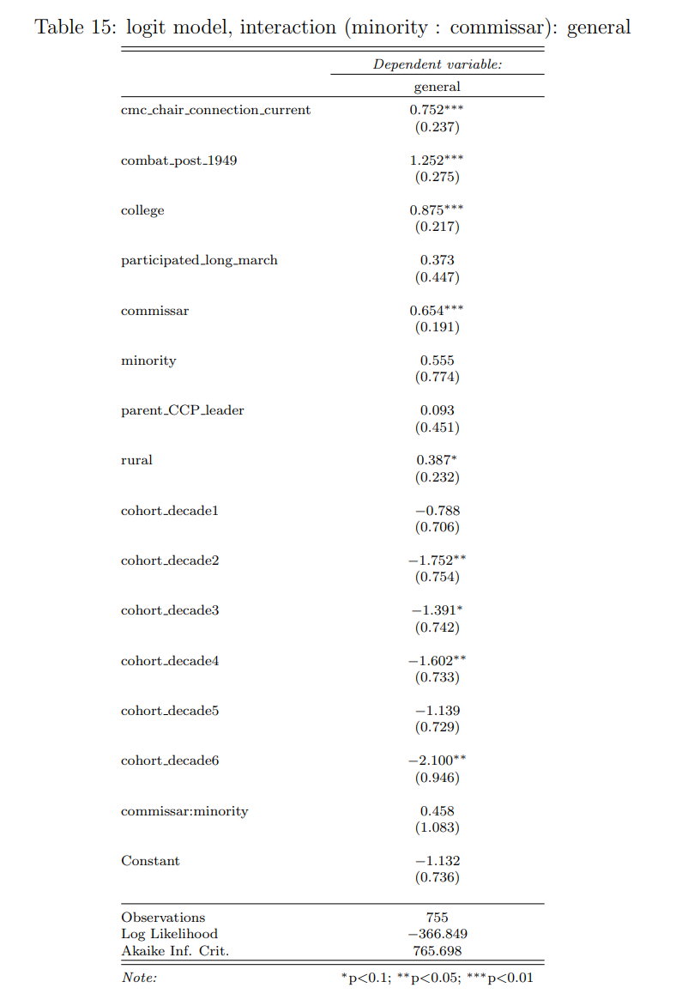 Table 15: logit model, interaction (minority : commissar): general
Dependent variable:
general
cmc_chair_connection_current 0.752***
(0.237)
combat_post_1949 1.252***
(0.275)
college 0.875***
(0.217)
participated_long_march 0.373
(0.447)
commissar 0.654***
(0.191)
minority 0.555
(0.774)
parent_CCP_leader 0.093
(0.451)
rural 0.387*
(0.232)
cohort_decade1 −0.788
(0.706)
cohort_decade2 −1.752**
(0.754)
cohort_decade3 −1.391*
(0.742)
cohort_decade4 −1.602**
(0.733)
cohort_decade5 −1.139
(0.729)
cohort_decade6 −2.100**
(0.946)
commissar:minority 0.458
(1.083)
Constant −1.132
(0.736)
Observations 755
Log Likelihood −366.849
Akaike Inf. Crit. 765.698
Note: *p<0.1; **p<0.05; ***p<0.01